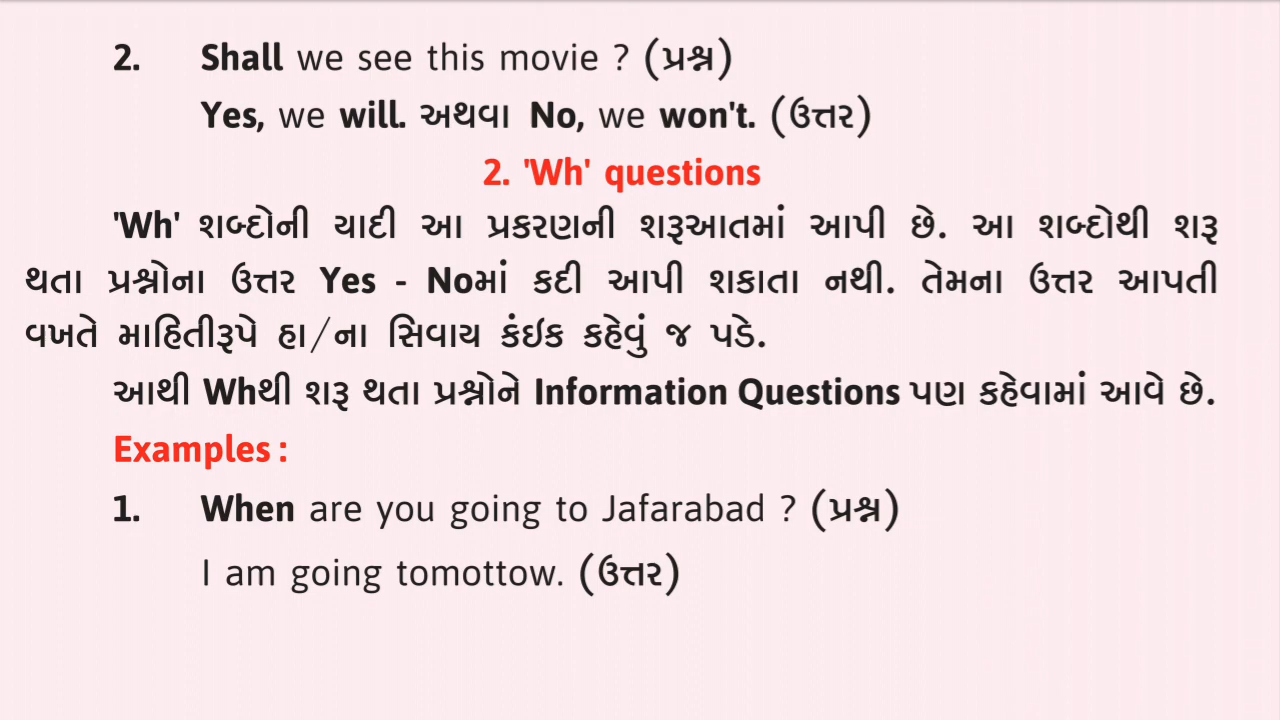 2. Shall we see this movie ? (પ્રશ્ન)
Yes, we will. અથવા No, we won't. (ઉત્તર)
2. 'Wh' questions
'Wh' શબ્દોની યાદી આ પ્રકરણની શરૂઆતમાં આપી છે. આ શબ્દોથી શરૂ
થતા પ્રશ્નોના ઉત્તર Yes - Noમાં કદી આપી શકાતા નથી. તેમના ઉત્તર આપતી
વખતે માહિતીરૂપે હા/ના સિવાય કંઇક કહેવું જ પડે.
આથી Whથી શરૂ થતા પ્રશ્નોને Information Questions પણ કહેવામાં આવે છે.
Examples :
1. When are you going to Jafarabad ? (પ્રશ્ન)
I am going tomottow. (ઉત્તર)